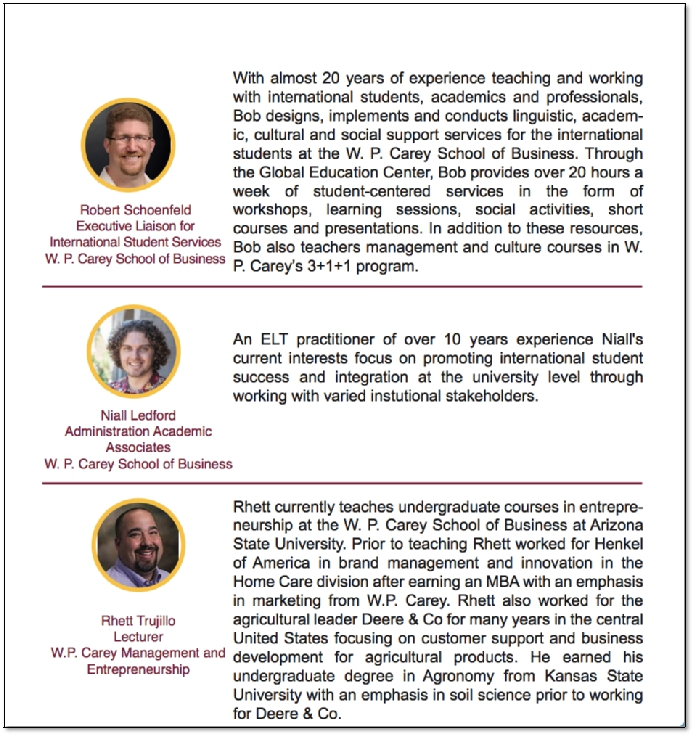 With almost 20 years of experience teaching and working
with international students, academics and professionals,
Bob designs, implements and conducts linguistic, academ-
ic, cultural and social support services for the international
students at the W. P. Carey School of Business. Through
the Global Education Center, Bob provides over 20 hours a
week of student-centered services in the form of
workshops, learning sessions, social activities, short
courses and presentations. In addition to these resources,
Bob also teachers management and culture courses in W.
P. Carey's 3+1+1 program.
Robert Schoenfeld
Executive Liaison for
International Student Services
W. P. Carey School of Business
An ELT practitioner of over 10 years experience Niall's
current interests focus on promoting international student
success and integration at the university level through
working with varied instutional stakeholders.
Niall Ledford
Administration Academic
Associates
W. P. Carey School of Business
Rhett currently teaches undergraduate courses in entrepre-
neurship at the W. P. Carey School of Business at Arizona
State University. Prior to teaching Rhett worked for Henkel
of America in brand management and innovation in the
Home Care division after earning an MBA with an emphasis
in marketing from W.P. Carey. Rhett also worked for the
agricultural leader Deere & Co for many years in the central
United States focusing on customer support and business
development for agricultural products. He earned his
undergraduate degree in Agronomy from Kansas State
University with an emphasis in soil science prior to working
for Deere & Co.
Rhett Trujillo
Lecturer
W.P. Carey Management and
Entrepreneurship